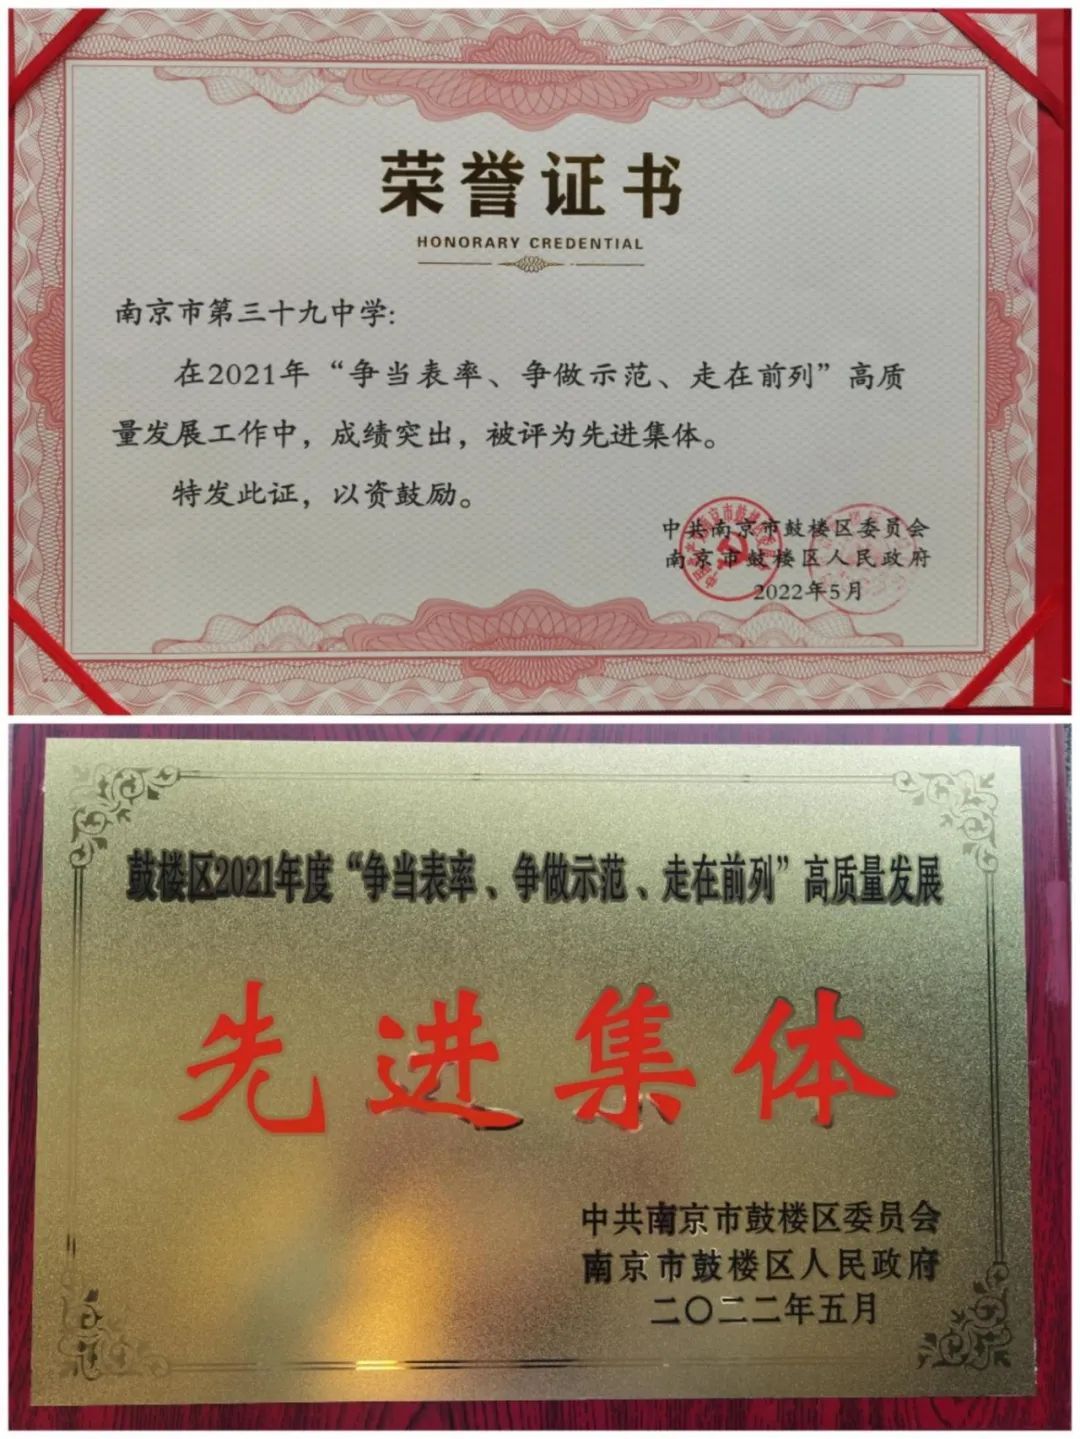 荣誉证书
HONORARY CREDENTIAL
南京市第三十九中学:
在2021年“争当表率、争做示范、走在前列”高质
量发展工作中，成绩突出，被评为先进集体。
特发此证，以资鼓励。
中共南京市鼓楼区委员会
南京市鼓楼区人民政府
2022年5月
鼓楼区2021年度“争当表率、争做示范、走在前列”高质量发展
先进集体
中共南京市鼓楼区委员会
南京市鼓楼区人民政府
二〇二二年五月